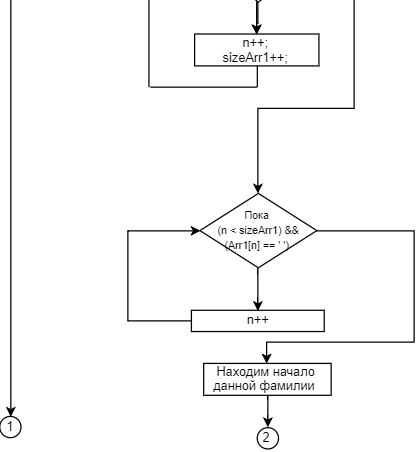 n++;
sizeArr1++;
Пока
(n < sizeArr1) &&
(Arr1[n] == ' ')
n++
Находим начало
данной фамилии
1
2